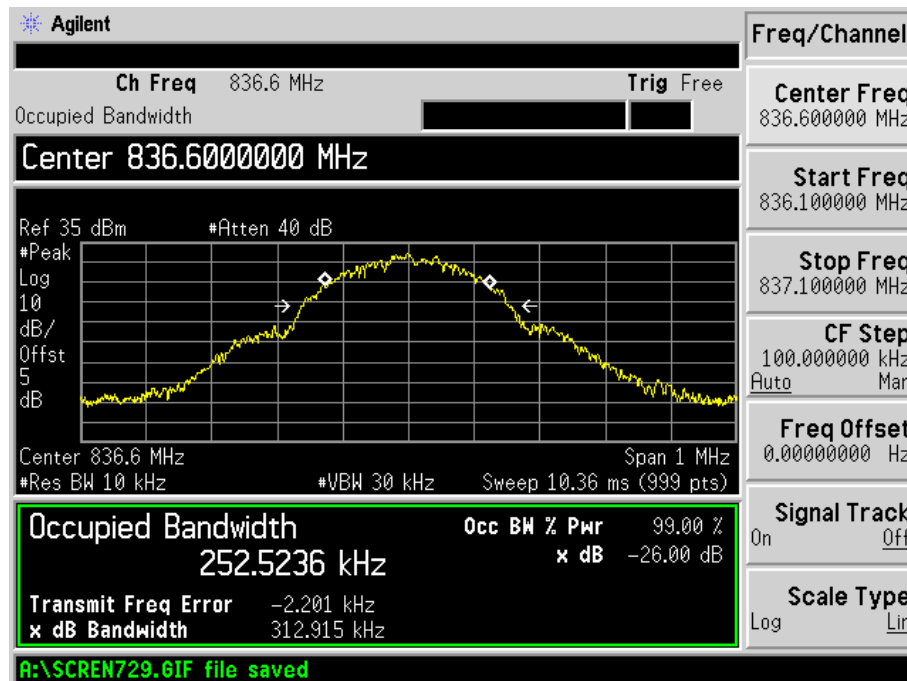 Agilent
Ch Freq 836.6 MHz Trig Free
Occupied Bandwidth
Center 836.6000000 MHz
Ref 35 dBm #Atten 40 dB
#Peak
Log
10
dB/
Offst
5
dB
Center 836.6 MHz Span 1 MHz
#Res BW 10 kHz #VBW 30 kHz Sweep 10.36 ms (999 pts)
Occupied Bandwidth Occ BW % Pwr 99.00 %
252.5236 kHz x dB -26.00 dB
Transmit Freq Error -2.201 kHz
x dB Bandwidth 312.915 kHz
A:\SCREN729.GIF file saved
Freq/Channel
Center Freq
836.600000 MHz
Start Freq
836.100000 MHz
Stop Freq
837.100000 MHz
CF Step
100.000000 kHz
Auto Man
Freq Offset
0.00000000 Hz
Signal Track
On Off
Scale Type
Log Lin